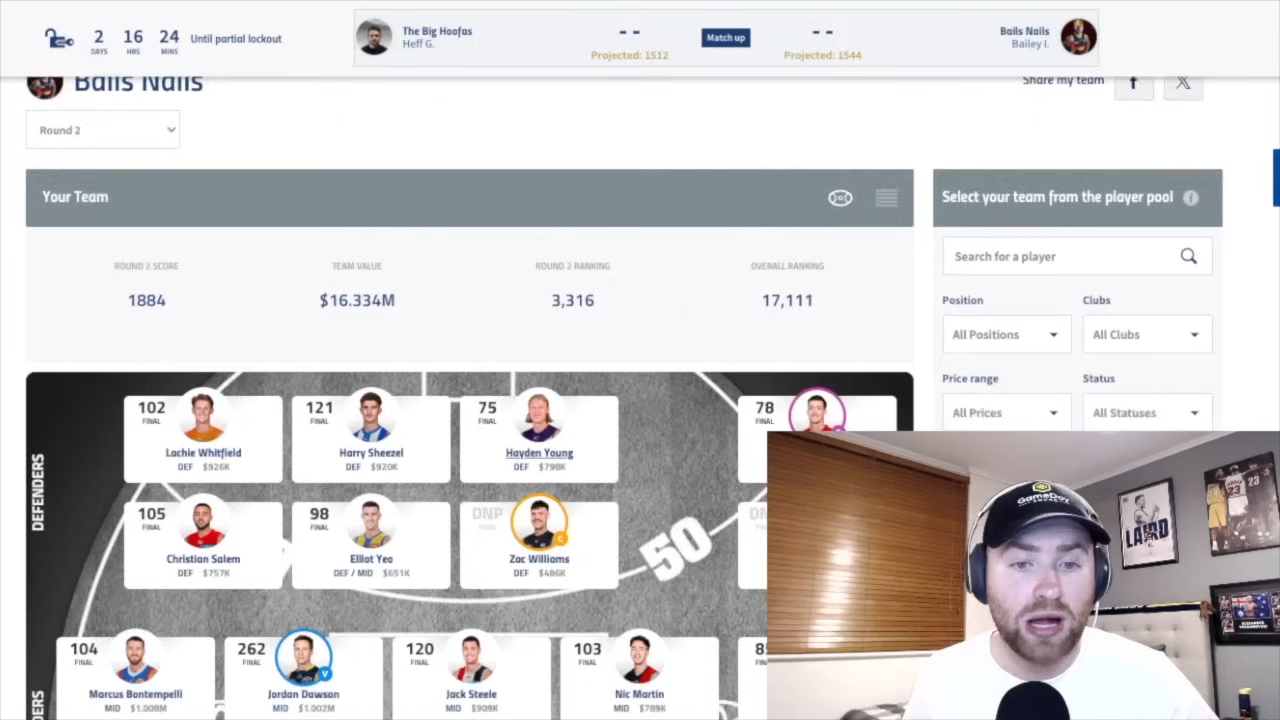 2 16 24 Until partial lockout
DAYS HRS MINS
The Big Hoofas
Heff G.
- -
Projected: 1512
Match up
- -
Projected: 1544
Bails Nails
Bailey I.
Bails Nails
Share my team
Round 2
Your Team
ROUND 2 SCORE TEAM VALUE ROUND 2 RANKING OVERALL RANKING
1884 $16.334M 3,316 17,111
Select your team from the player pool
Search for a player
Position Clubs
All Positions All Clubs
Price range Status
All Prices All Statuses
DEFENDERS
102 FINAL
Lachie Whitfield
DEF $926K
121 FINAL
Harry Sheezel
DEF $920K
75 FINAL
Hayden Young
DEF $798K
78 FINAL
105 FINAL
Christian Salem
DEF $757K
98 FINAL
Elliot Yeo
DEF / MID $651K
DNP FINAL
C
Zac Williams
DEF $486K
50
104 FINAL
Marcus Bontempelli
MID $1.008M
262 FINAL
V
Jordan Dawson
MID $1.002M
120 FINAL
Jack Steele
MID $909K
103 FINAL
Nic Martin
MID $789K
GameDay
LAIRD
23